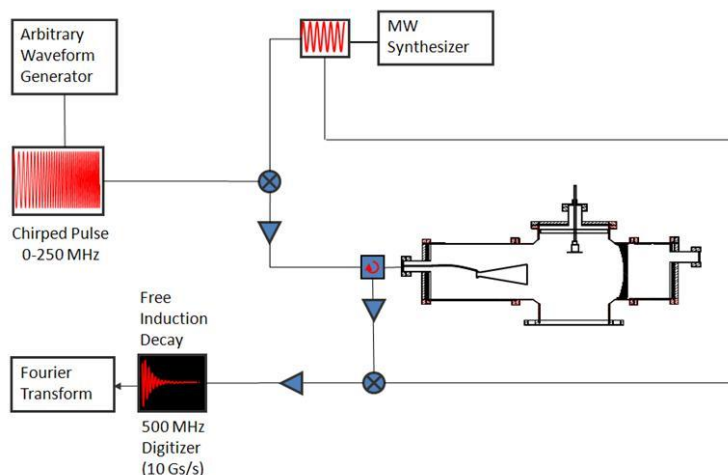 Arbitrary
Waveform
Generator
MW
Synthesizer
Chirped Pulse
0-250 MHz
Free
Induction
Decay
Fourier
Transform
500 MHz
Digitizer
(10 Gs/s)